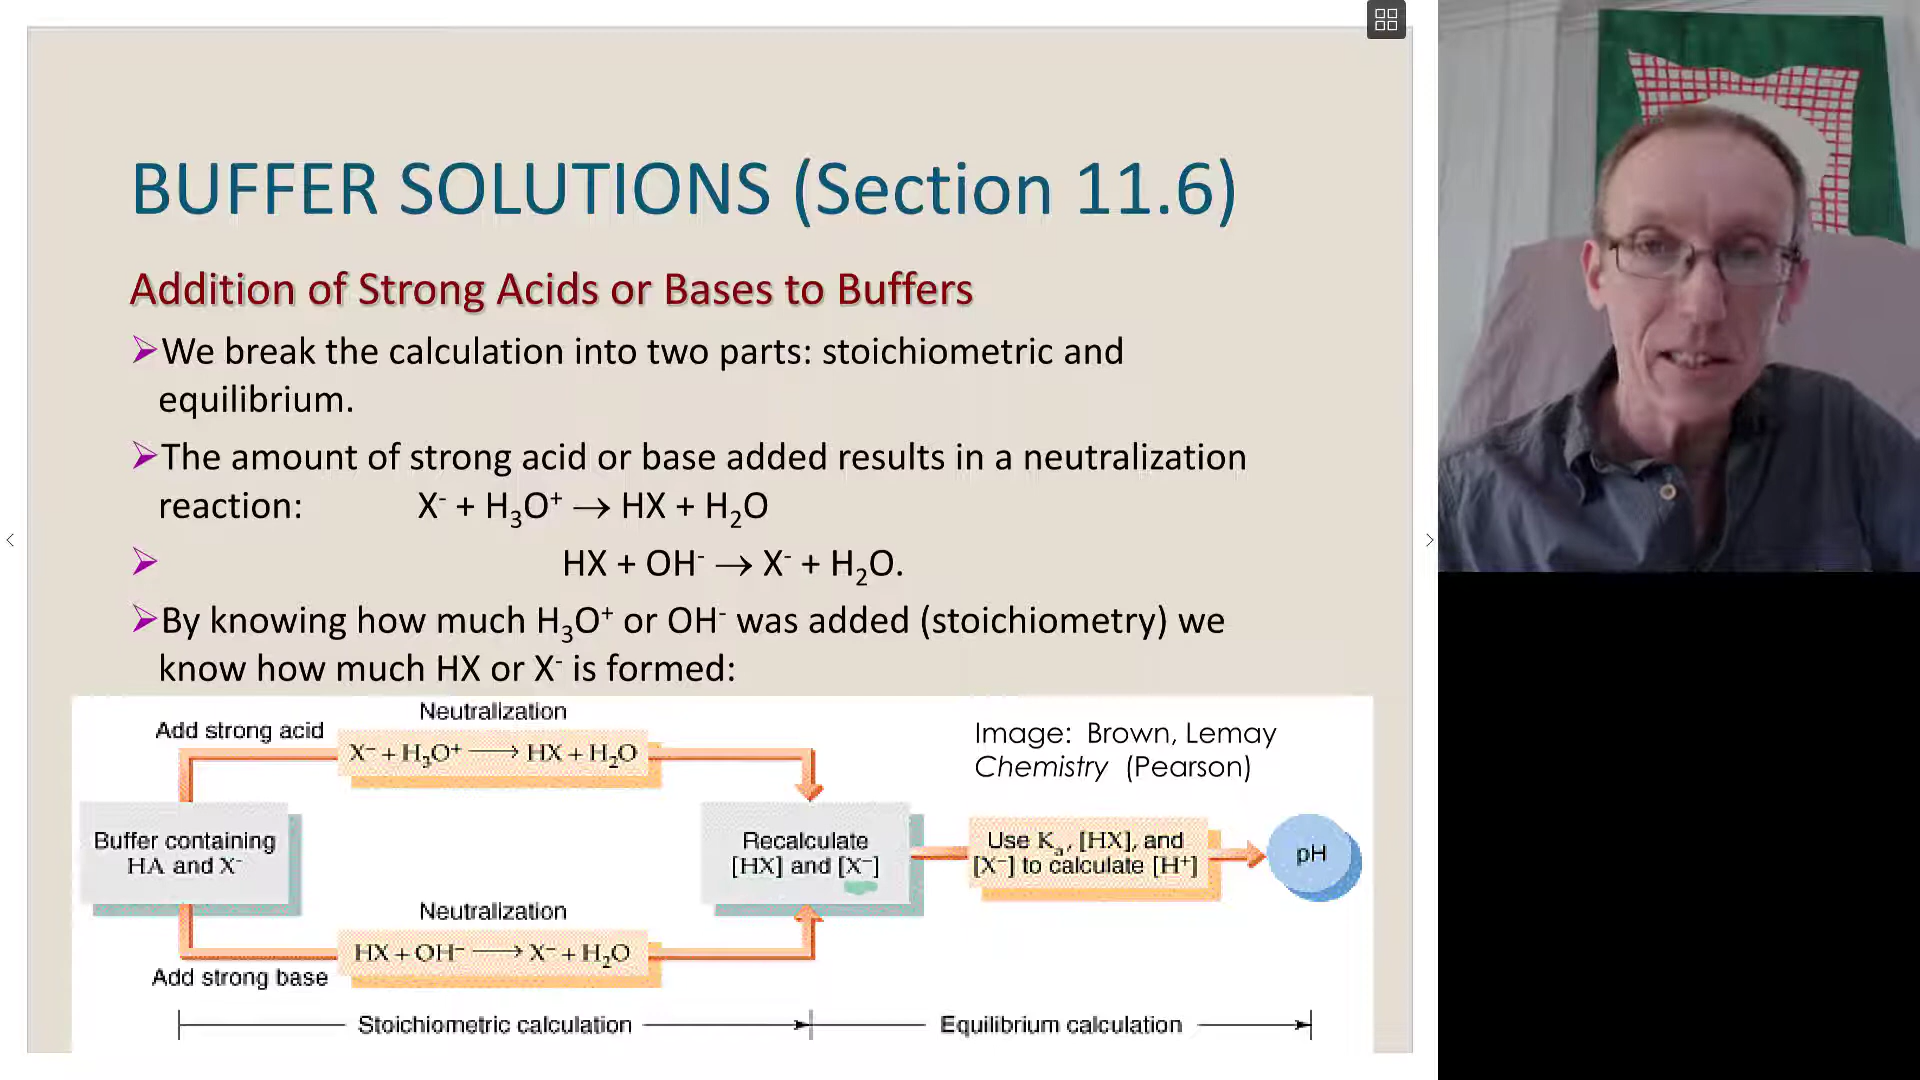 BUFFER SOLUTIONS (Section 11.6)
Addition of Strong Acids or Bases to Buffers
We break the calculation into two parts: stoichiometric and
equilibrium.
The amount of strong acid or base added results in a neutralization
reaction: X⁻ + H₃O⁺ → HX + H₂O
HX + OH⁻ → X⁻ + H₂O.
By knowing how much H₃O⁺ or OH⁻ was added (stoichiometry) we
know how much HX or X⁻ is formed:
Neutralization
Add strong acid
X⁻ + H₃O⁺ ⟶ HX + H₂O
Image: Brown, Lemay
Chemistry (Pearson)
Buffer containing
HA and X⁻
Recalculate
[HX] and [X⁻]
Use Kₐ, [HX], and
[X⁻] to calculate [H⁺]
pH
Neutralization
HX + OH⁻ ⟶ X⁻ + H₂O
Add strong base
Stoichiometric calculation
Equilibrium calculation